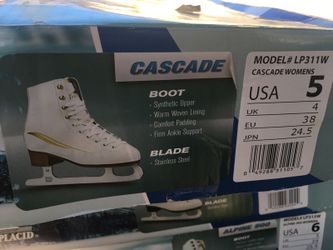 MODEL# LP311W
CASCADE WOMENS
CASCADE
USA 5
UK 4
EU 38
JPN 24.5
BOOT
- Synthetic Upper
- Warm Woven Lining
- Comfort Padding
- Firm Ankle Support
BLADE
- Stainless Steel
PLACID
ALPINE 900
USA 6